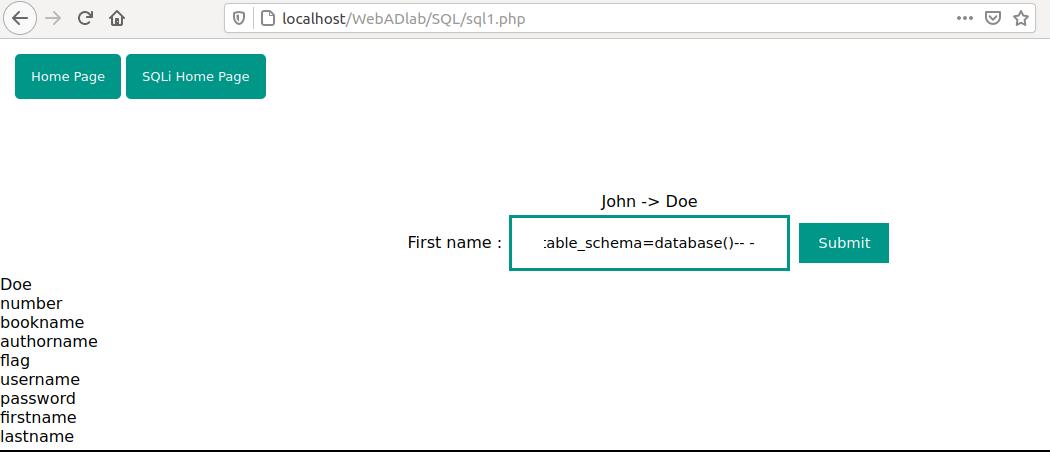 localhost/WebADlab/SQL/sql1.php
Home Page SQLi Home Page
John -> Doe
First name : table_schema=database()-- - Submit
Doe
number
bookname
authorname
flag
username
password
firstname
lastname